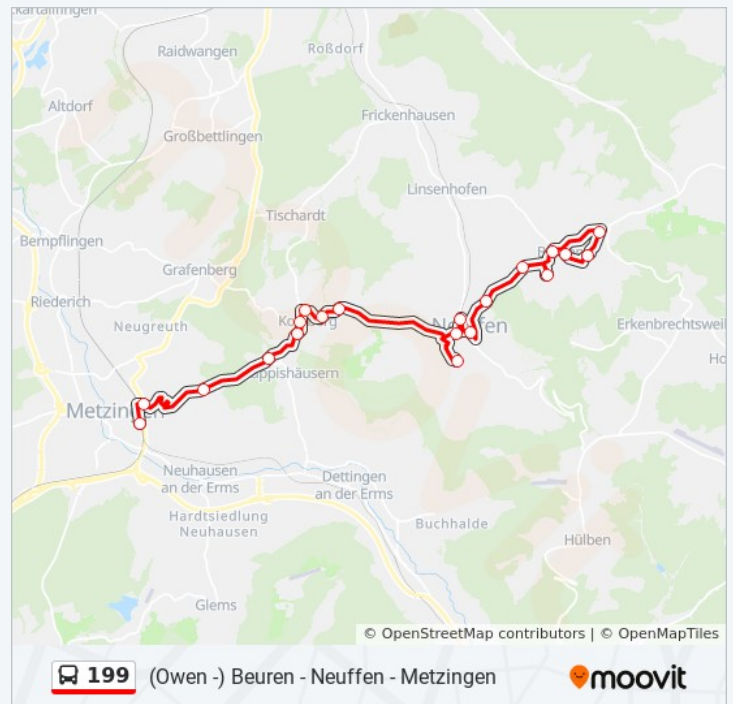 Raidwangen
Roßdorf
Altdorf
Frickenhausen
Großbettlingen
Linsenhofen
Tischardt
Bempflingen
Grafenberg
Riederich
Neugreuth
Erkenbrechtsweil
Metzingen
Neuhausen
an der Erms
Dettingen
an der Erms
Hardtsiedlung
Neuhausen
Buchhalde
Hülben
Glems
© OpenStreetMap contributors | © OpenMapTiles
199 (Owen -) Beuren - Neuffen - Metzingen
moovit